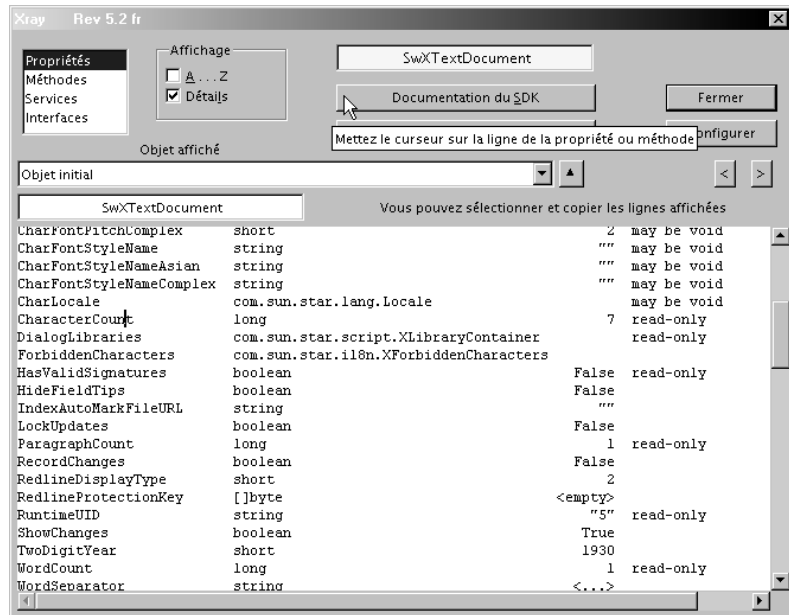 Xray Rev 5.2 fr
Propriétés
Méthodes
Services
Interfaces
Affichage
A . . . Z
Détails
SwXTextDocument
Documentation du SDK
Fermer
Mettez le curseur sur la ligne de la propriété ou méthode
onfigurer
Objet affiché
Objet initial
<
>
SwXTextDocument
Vous pouvez sélectionner et copier les lignes affichées
CharFontPitchComplex short 2 may be void
CharFontStyleName string "" may be void
CharFontStyleNameAsian string "" may be void
CharFontStyleNameComplex string "" may be void
CharLocale com.sun.star.lang.Locale may be void
CharacterCount long 7 read-only
DialogLibraries com.sun.star.script.XLibraryContainer read-only
ForbiddenCharacters com.sun.star.i18n.XForbiddenCharacters
HasValidSignatures boolean False read-only
HideFieldTips boolean False
IndexAutoMarkFileURL string ""
LockUpdates boolean False
ParagraphCount long 1 read-only
RecordChanges boolean False
RedlineDisplayType short 2
RedlineProtectionKey []byte <empty>
RuntimeUID string "5" read-only
ShowChanges boolean True
TwoDigitYear short 1930
WordCount long 1 read-only
WordSeparator string <...>